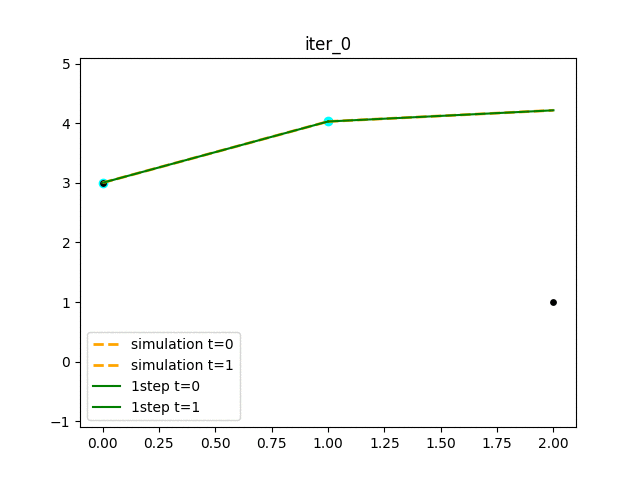 iter_0
5
4
3
2
1
0
−1
simulation t=0
simulation t=1
1step t=0
1step t=1
0.00 0.25 0.50 0.75 1.00 1.25 1.50 1.75 2.00